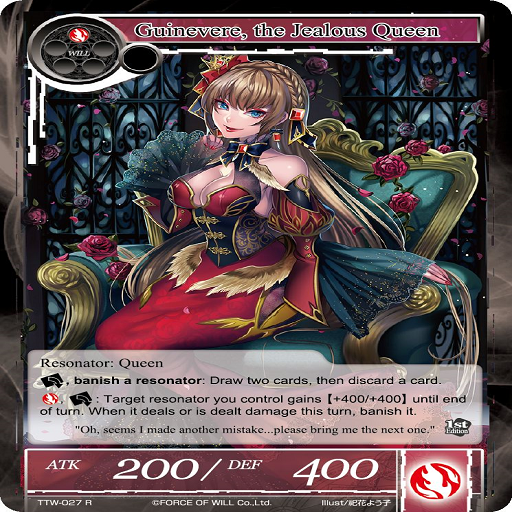 Guinevere, the Jealous Queen
WILL
Resonator: Queen
, banish a resonator: Draw two cards, then discard a card.
, : Target resonator you control gains【+400/+400】until end
of turn. When it deals or is dealt damage this turn, banish it.
"Oh, seems I made another mistake...please bring me the next one."
1st
Edition
ATK 200/ DEF 400
TTW-027 R ©FORCE OF WILL Co.,Ltd. Illust/妃花よう子